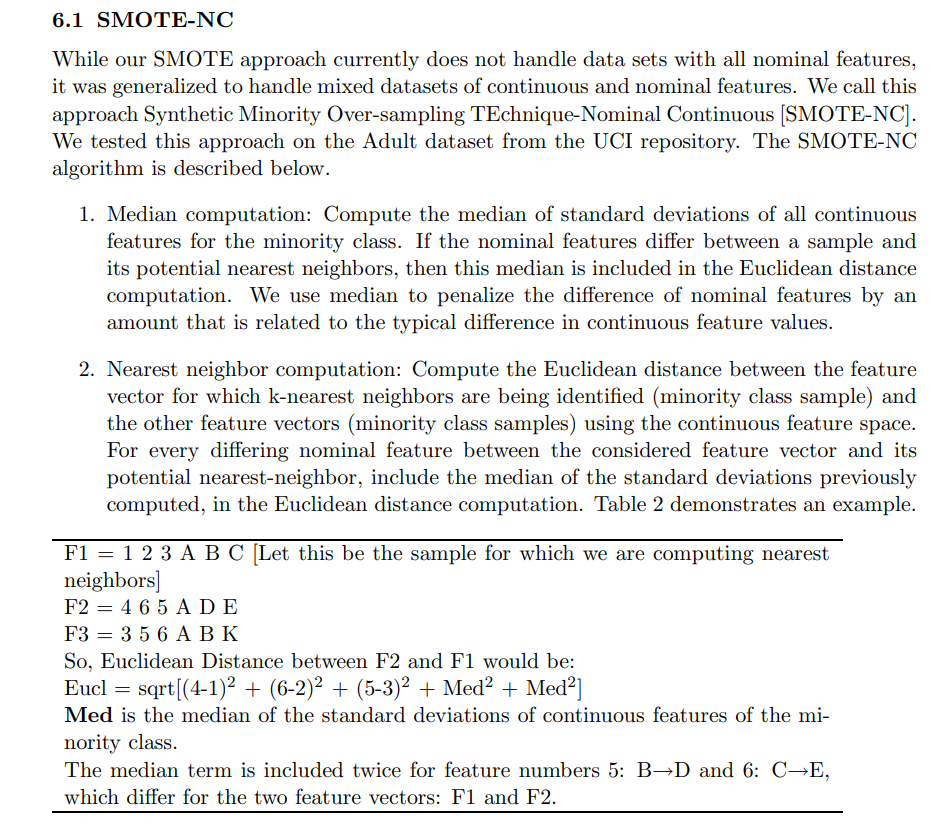 6.1 SMOTE-NC
While our SMOTE approach currently does not handle data sets with all nominal features,
it was generalized to handle mixed datasets of continuous and nominal features. We call this
approach Synthetic Minority Over-sampling TEchnique-Nominal Continuous [SMOTE-NC].
We tested this approach on the Adult dataset from the UCI repository. The SMOTE-NC
algorithm is described below.
1. Median computation: Compute the median of standard deviations of all continuous
features for the minority class. If the nominal features differ between a sample and
its potential nearest neighbors, then this median is included in the Euclidean distance
computation. We use median to penalize the difference of nominal features by an
amount that is related to the typical difference in continuous feature values.
2. Nearest neighbor computation: Compute the Euclidean distance between the feature
vector for which k-nearest neighbors are being identified (minority class sample) and
the other feature vectors (minority class samples) using the continuous feature space.
For every differing nominal feature between the considered feature vector and its
potential nearest-neighbor, include the median of the standard deviations previously
computed, in the Euclidean distance computation. Table 2 demonstrates an example.
F1 = 1 2 3 A B C [Let this be the sample for which we are computing nearest
neighbors]
F2 = 4 6 5 A D E
F3 = 3 5 6 A B K
So, Euclidean Distance between F2 and F1 would be:
Eucl = sqrt[(4-1)² + (6-2)² + (5-3)² + Med² + Med²]
Med is the median of the standard deviations of continuous features of the mi-
nority class.
The median term is included twice for feature numbers 5: B→D and 6: C→E,
which differ for the two feature vectors: F1 and F2.